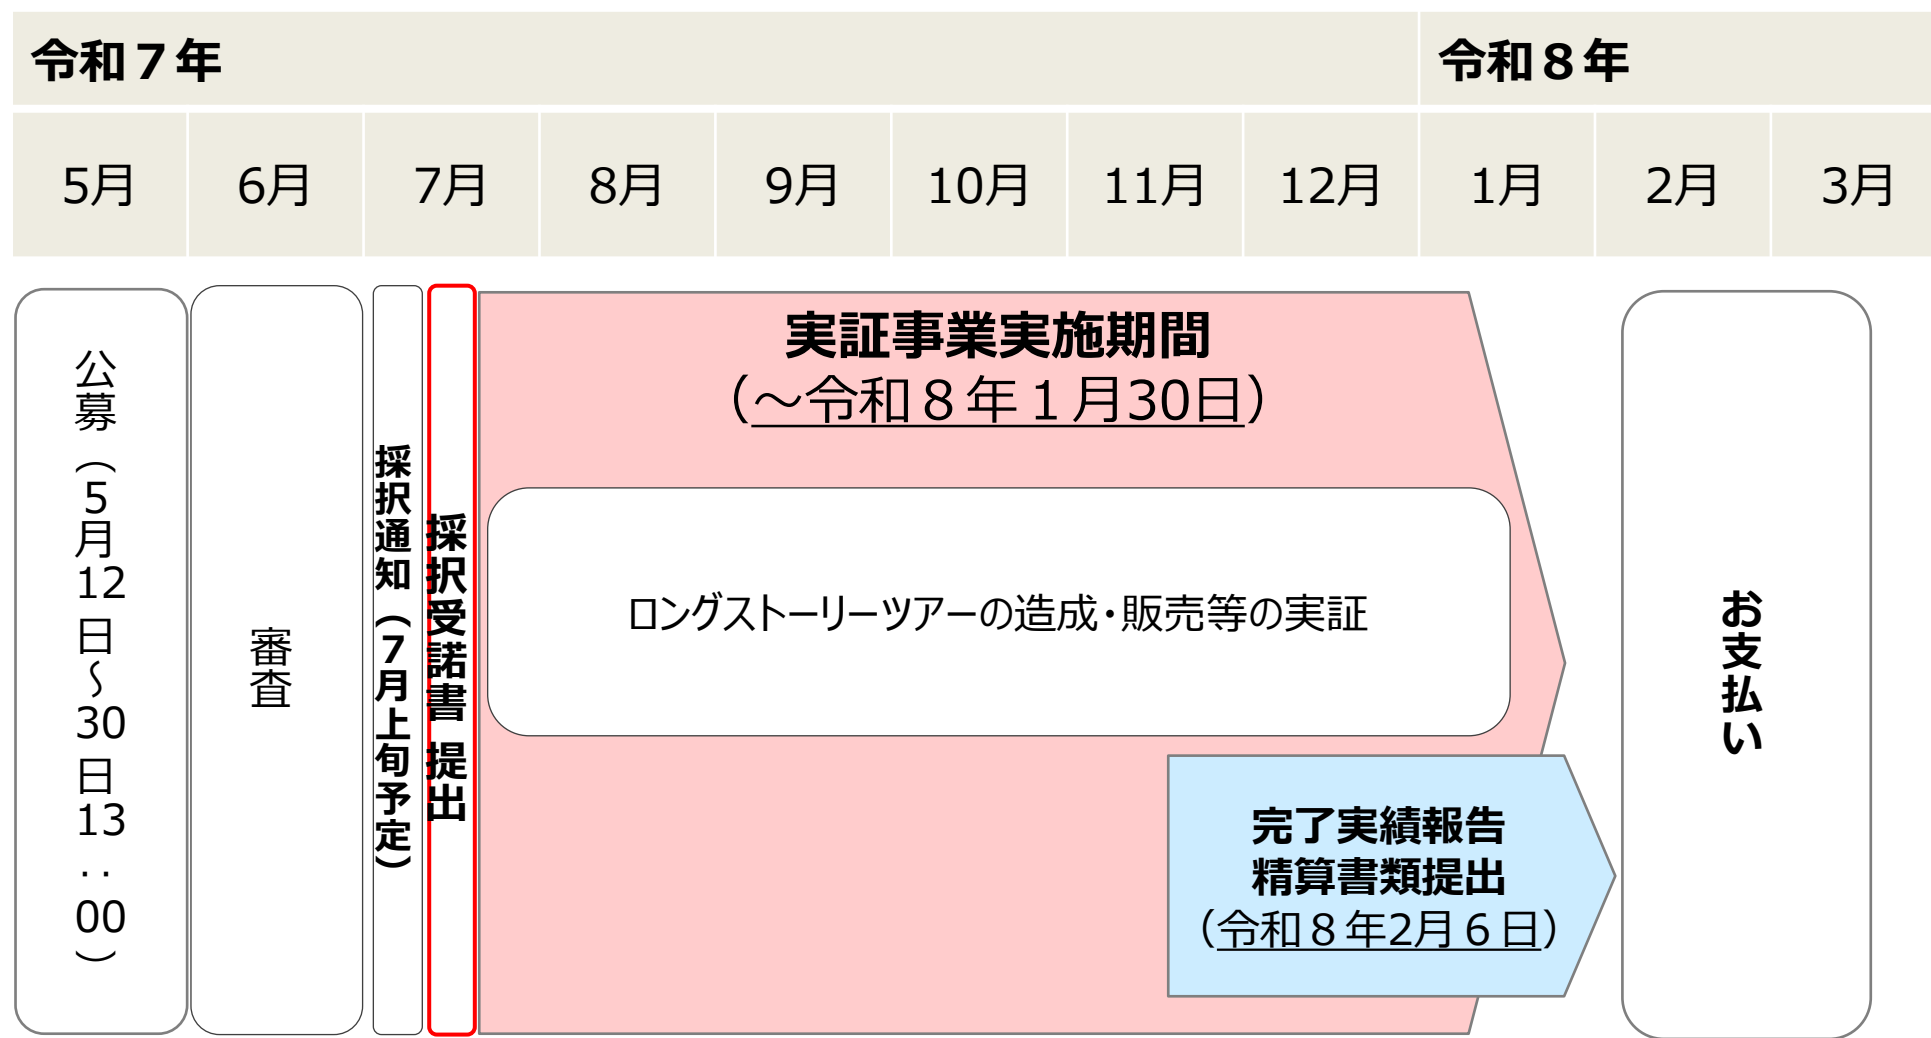 令和７年
令和８年
5月
6月
7月
8月
9月
10月
11月
12月
1月
2月
3月
公募（5月12日～30日13：00）
審査
採択通知（7月上旬予定）
採択受諾書 提出
実証事業実施期間
（～令和８年１月30日）
ロングストーリーツアーの造成・販売等の実証
完了実績報告
精算書類提出
（令和８年2月６日）
お支払い